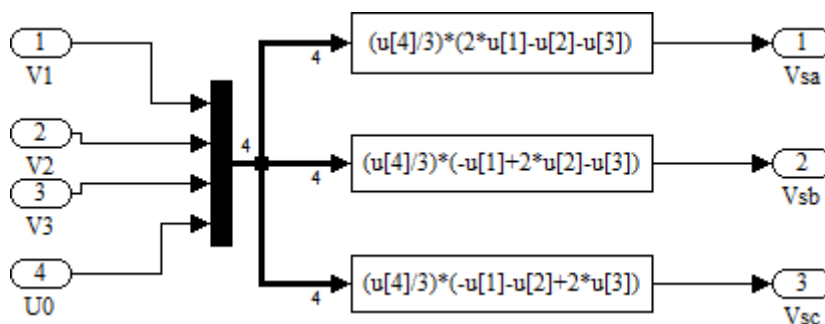 1
V1
2
V2
3
V3
4
U0
4
4
(u[4]/3)*(2*u[1]-u[2]-u[3])
1
Vsa
4
(u[4]/3)*(-u[1]+2*u[2]-u[3])
2
Vsb
4
(u[4]/3)*(-u[1]-u[2]+2*u[3])
3
Vsc